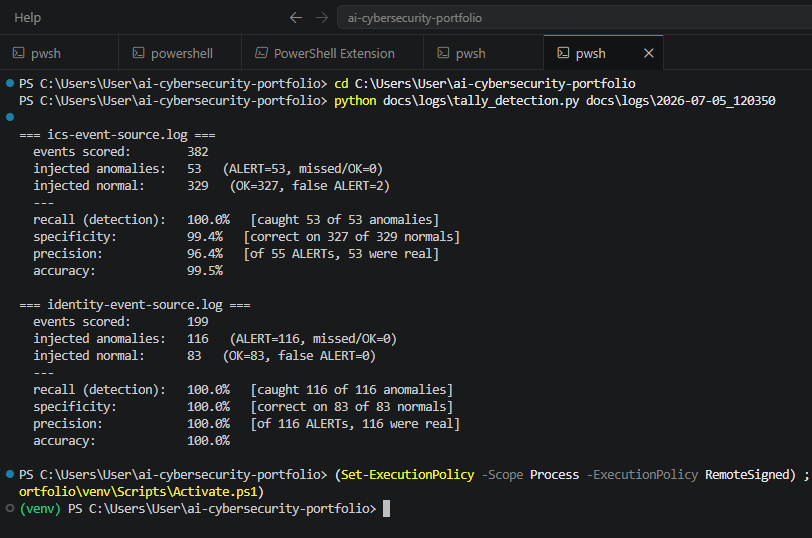 Help
ai-cybersecurity-portfolio
pwsh
powershell
PowerShell Extension
pwsh
pwsh
PS C:\Users\User\ai-cybersecurity-portfolio> cd C:\Users\User\ai-cybersecurity-portfolio
PS C:\Users\User\ai-cybersecurity-portfolio> python docs\logs\tally_detection.py docs\logs\2026-07-05_120350
=== ics-event-source.log ===
events scored: 382
injected anomalies: 53 (ALERT=53, missed/OK=0)
injected normal: 329 (OK=327, false ALERT=2)
---
recall (detection): 100.0% [caught 53 of 53 anomalies]
specificity: 99.4% [correct on 327 of 329 normals]
precision: 96.4% [of 55 ALERTs, 53 were real]
accuracy: 99.5%
=== identity-event-source.log ===
events scored: 199
injected anomalies: 116 (ALERT=116, missed/OK=0)
injected normal: 83 (OK=83, false ALERT=0)
---
recall (detection): 100.0% [caught 116 of 116 anomalies]
specificity: 100.0% [correct on 83 of 83 normals]
precision: 100.0% [of 116 ALERTs, 116 were real]
accuracy: 100.0%
PS C:\Users\User\ai-cybersecurity-portfolio> (Set-ExecutionPolicy -Scope Process -ExecutionPolicy RemoteSigned) ;
ortfolio\venv\Scripts\Activate.ps1)
(venv) PS C:\Users\User\ai-cybersecurity-portfolio>